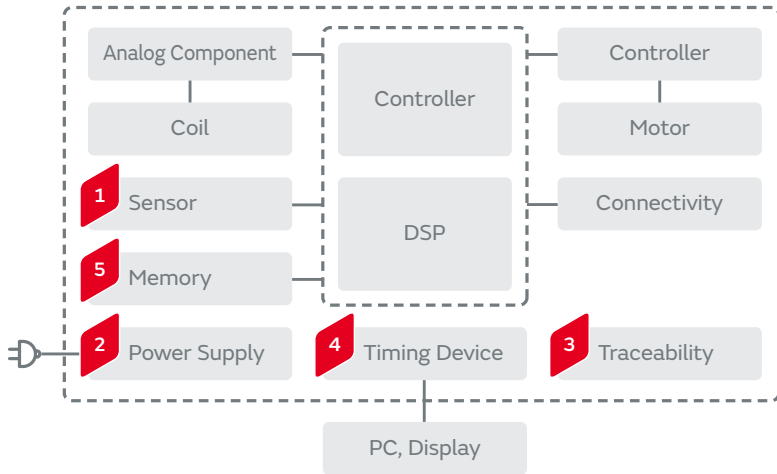 Analog Component
Controller
Controller
Coil
Motor
1 Sensor
DSP
Connectivity
5 Memory
2 Power Supply
4 Timing Device
3 Traceability
PC, Display